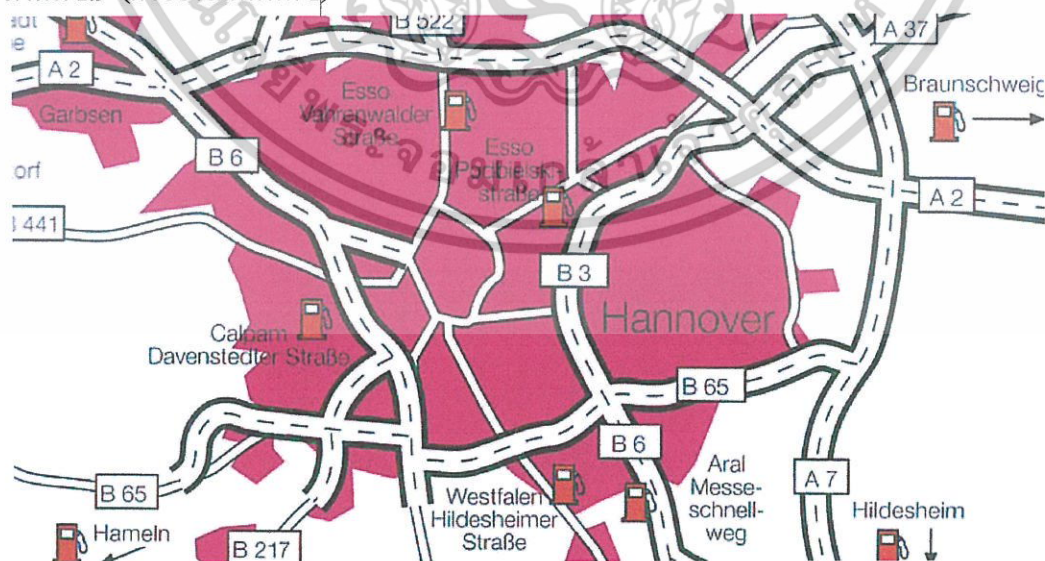 B 522
A 37
A 2
Esso
Vahrenwalder
Straße
Braunschweig
Garbsen
Esso
Podbielski-
straße
B 6
orf
A 2
441
B 3
Hannover
Calpam
Davenstedter Straße
B 65
B 6
Aral
Messe-
schnell-
weg
A 7
B 65
Westfalen
Hildesheimer
Straße
Hildesheim
Hameln
B 217